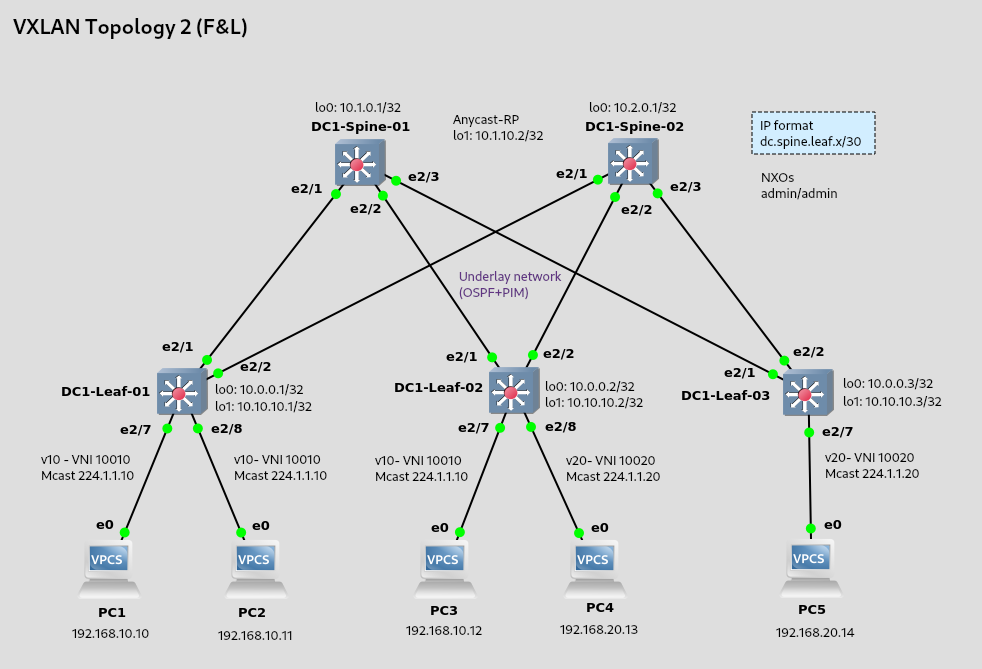 VXLAN Topology 2 (F&L)
lo0: 10.1.0.1/32
DC1-Spine-01
Anycast-RP
lo1: 10.1.10.2/32
lo0: 10.2.0.1/32
DC1-Spine-02
IP format
dc.spine.leaf.x/30
NXOs
admin/admin
e2/1
e2/2
e2/3
e2/1
e2/2
e2/3
Underlay network
(OSPF+PIM)
e2/1
e2/2
DC1-Leaf-01
lo0: 10.0.0.1/32
lo1: 10.10.10.1/32
e2/7
e2/8
e2/1
e2/2
DC1-Leaf-02
lo0: 10.0.0.2/32
lo1: 10.10.10.2/32
e2/7
e2/8
e2/2
e2/1
DC1-Leaf-03
lo0: 10.0.0.3/32
lo1: 10.10.10.3/32
e2/7
v10 - VNI 10010
Mcast 224.1.1.10
v10- VNI 10010
Mcast 224.1.1.10
v10- VNI 10010
Mcast 224.1.1.10
v20- VNI 10020
Mcast 224.1.1.20
v20- VNI 10020
Mcast 224.1.1.20
e0
e0
e0
e0
e0
VPCS
VPCS
VPCS
VPCS
VPCS
PC1
192.168.10.10
PC2
192.168.10.11
PC3
192.168.10.12
PC4
192.168.20.13
PC5
192.168.20.14